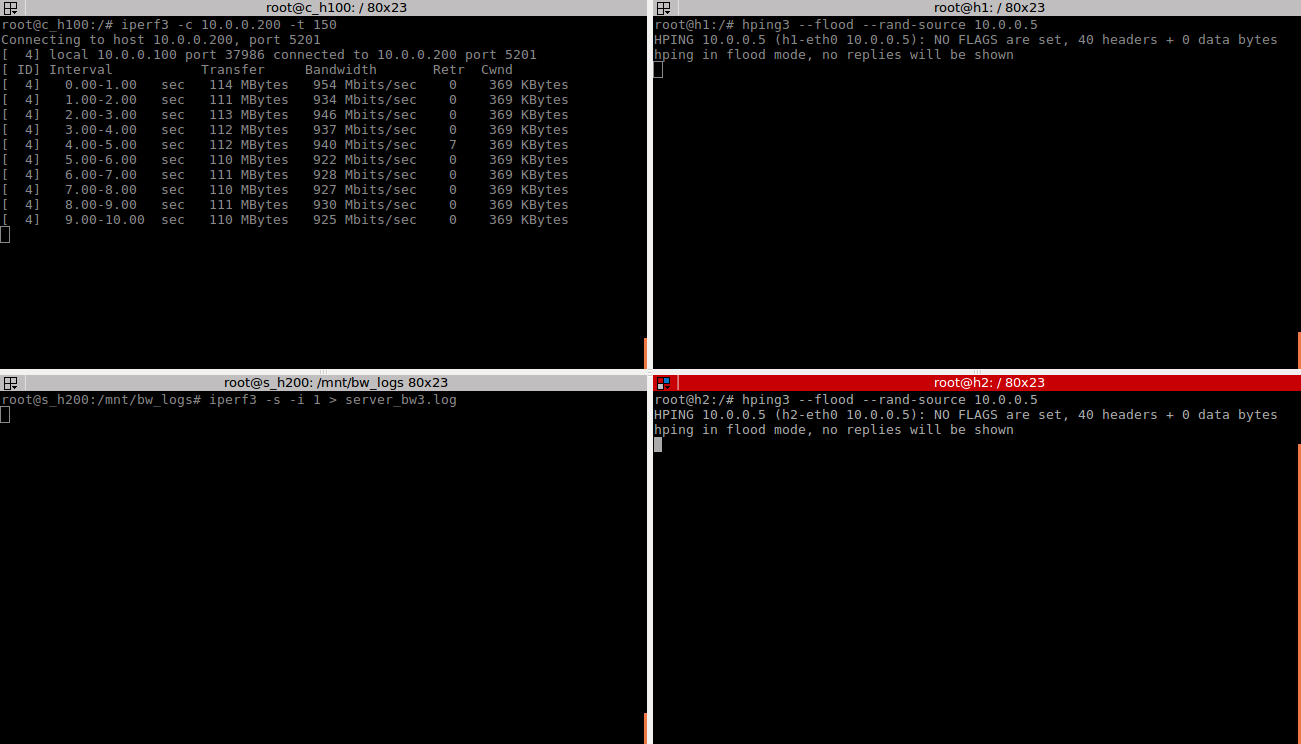 root@c_h100: / 80x23
root@c_h100:/# iperf3 -c 10.0.0.200 -t 150
Connecting to host 10.0.0.200, port 5201
[  4] local 10.0.0.100 port 37986 connected to 10.0.0.200 port 5201
[ ID] Interval           Transfer     Bandwidth       Retr  Cwnd
[  4]   0.00-1.00   sec   114 MBytes   954 Mbits/sec    0    369 KBytes
[  4]   1.00-2.00   sec   111 MBytes   934 Mbits/sec    0    369 KBytes
[  4]   2.00-3.00   sec   113 MBytes   946 Mbits/sec    0    369 KBytes
[  4]   3.00-4.00   sec   112 MBytes   937 Mbits/sec    0    369 KBytes
[  4]   4.00-5.00   sec   112 MBytes   940 Mbits/sec    7    369 KBytes
[  4]   5.00-6.00   sec   110 MBytes   922 Mbits/sec    0    369 KBytes
[  4]   6.00-7.00   sec   111 MBytes   928 Mbits/sec    0    369 KBytes
[  4]   7.00-8.00   sec   110 MBytes   927 Mbits/sec    0    369 KBytes
[  4]   8.00-9.00   sec   111 MBytes   930 Mbits/sec    0    369 KBytes
[  4]   9.00-10.00  sec   110 MBytes   925 Mbits/sec    0    369 KBytes
root@h1: / 80x23
root@h1:/# hping3 --flood --rand-source 10.0.0.5
HPING 10.0.0.5 (h1-eth0 10.0.0.5): NO FLAGS are set, 40 headers + 0 data bytes
hping in flood mode, no replies will be shown
root@s_h200: /mnt/bw_logs 80x23
root@s_h200:/mnt/bw_logs# iperf3 -s -i 1 > server_bw3.log
root@h2: / 80x23
root@h2:/# hping3 --flood --rand-source 10.0.0.5
HPING 10.0.0.5 (h2-eth0 10.0.0.5): NO FLAGS are set, 40 headers + 0 data bytes
hping in flood mode, no replies will be shown